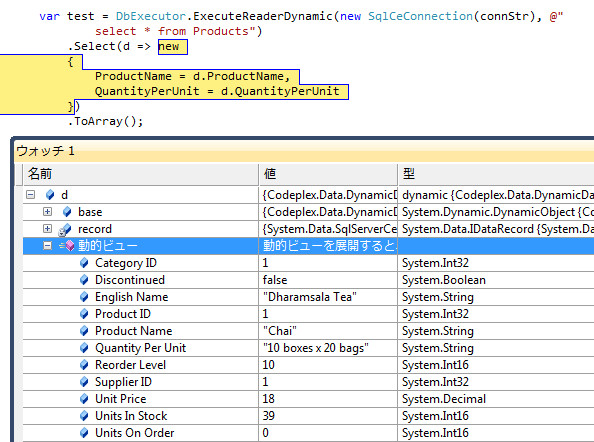 var test = DbExecutor.ExecuteReaderDynamic(new SqlCeConnection(connStr), @"
select * from Products")
.Select(d => new
{
ProductName = d.ProductName,
QuantityPerUnit = d.QuantityPerUnit
})
.ToArray();
ウォッチ 1
名前 値 型
d {Codeplex.Data.DynamicD dynamic {Codeplex.Data.DynamicDa
base {Codeplex.Data.DynamicD System.Dynamic.DynamicObject {Co
record {System.Data.SqlServerCe System.Data.IDataRecord {System.Da
動的ビュー 動的ビューを展開すると、
Category ID 1 System.Int32
Discontinued false System.Boolean
English Name "Dharamsala Tea" System.String
Product ID 1 System.Int32
Product Name "Chai" System.String
Quantity Per Unit "10 boxes x 20 bags" System.String
Reorder Level 10 System.Int16
Supplier ID 1 System.Int32
Unit Price 18 System.Decimal
Units In Stock 39 System.Int16
Units On Order 0 System.Int16